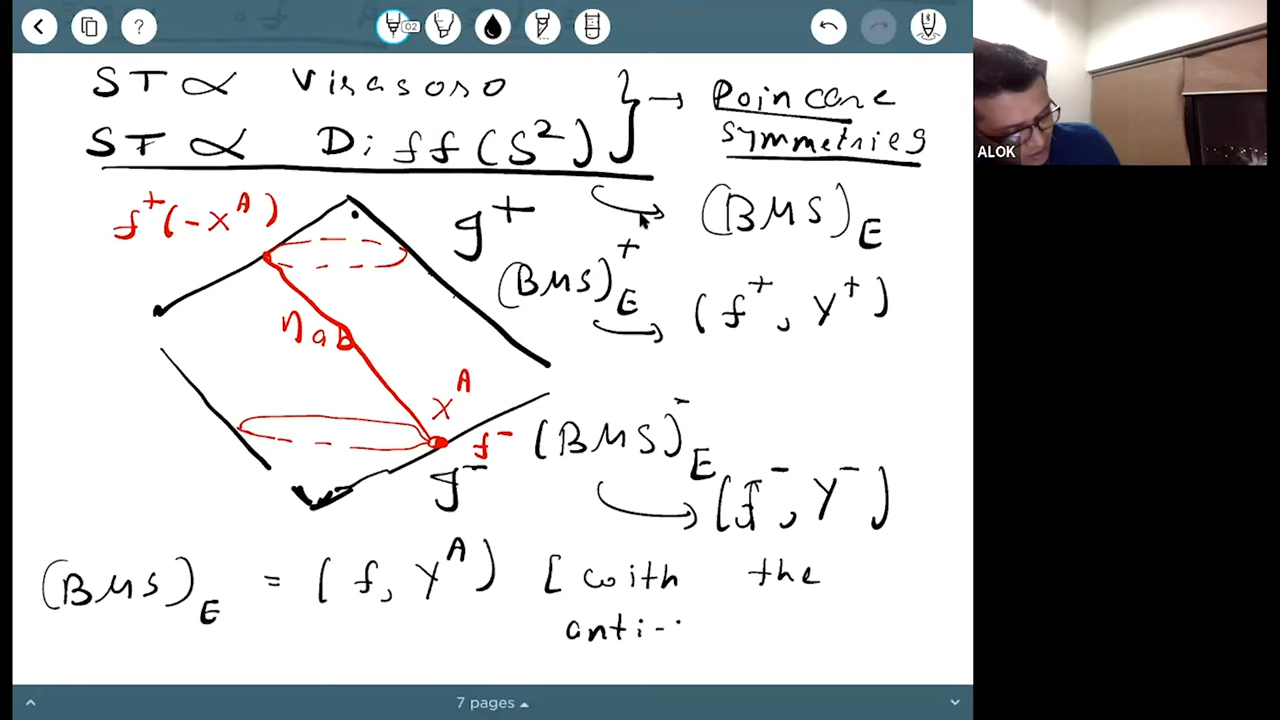 ST ∝ Virasoro } → Poincare
ST ∝ Diff(S²) symmetries
f⁺(-x^A) g⁺ → (BMS)_E
(BMS)⁺_E → (f⁺, Y⁺)
η_ab
x^A
f⁻ (BMS)⁻_E
g⁻ → (f⁻, Y⁻)
(BMS)_E = (f, Y^A) [with the
anti-
ALOK
7 pages